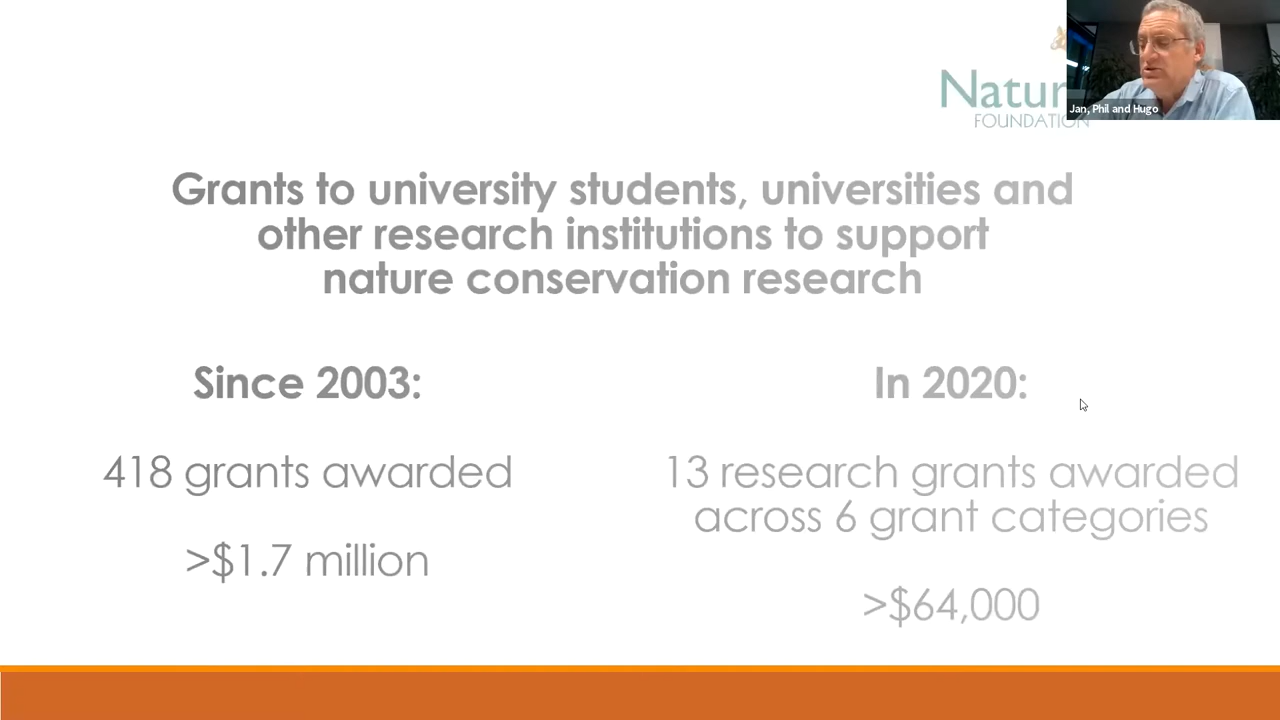 Natur
FOUNDATION
Jan, Phil and Hugo
Grants to university students, universities and
other research institutions to support
nature conservation research
Since 2003:
In 2020:
418 grants awarded
>$1.7 million
13 research grants awarded
across 6 grant categories
>$64,000